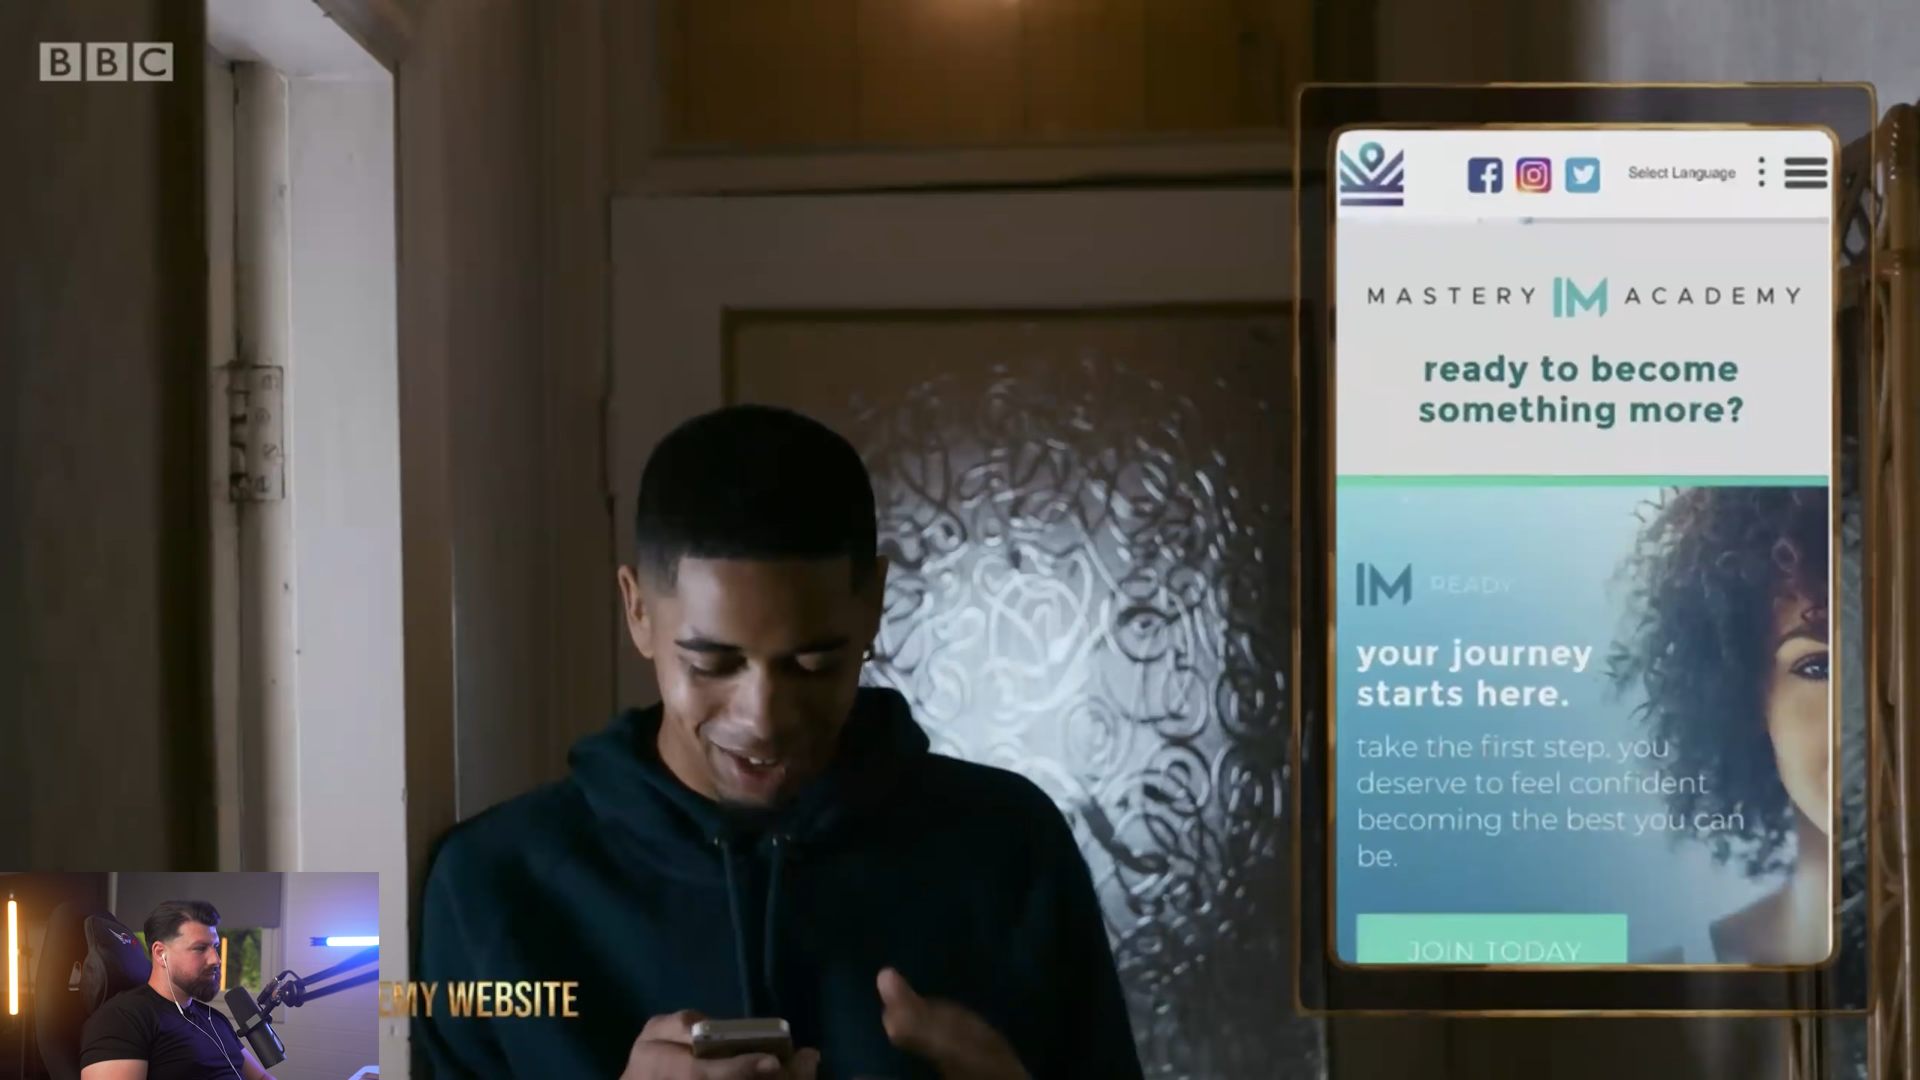 BBC
Select Language
MASTERY IM ACADEMY
ready to become
something more?
IM READY
your journey
starts here.
take the first step. you
deserve to feel confident
becoming the best you can
be.
JOIN TODAY
EMY WEBSITE